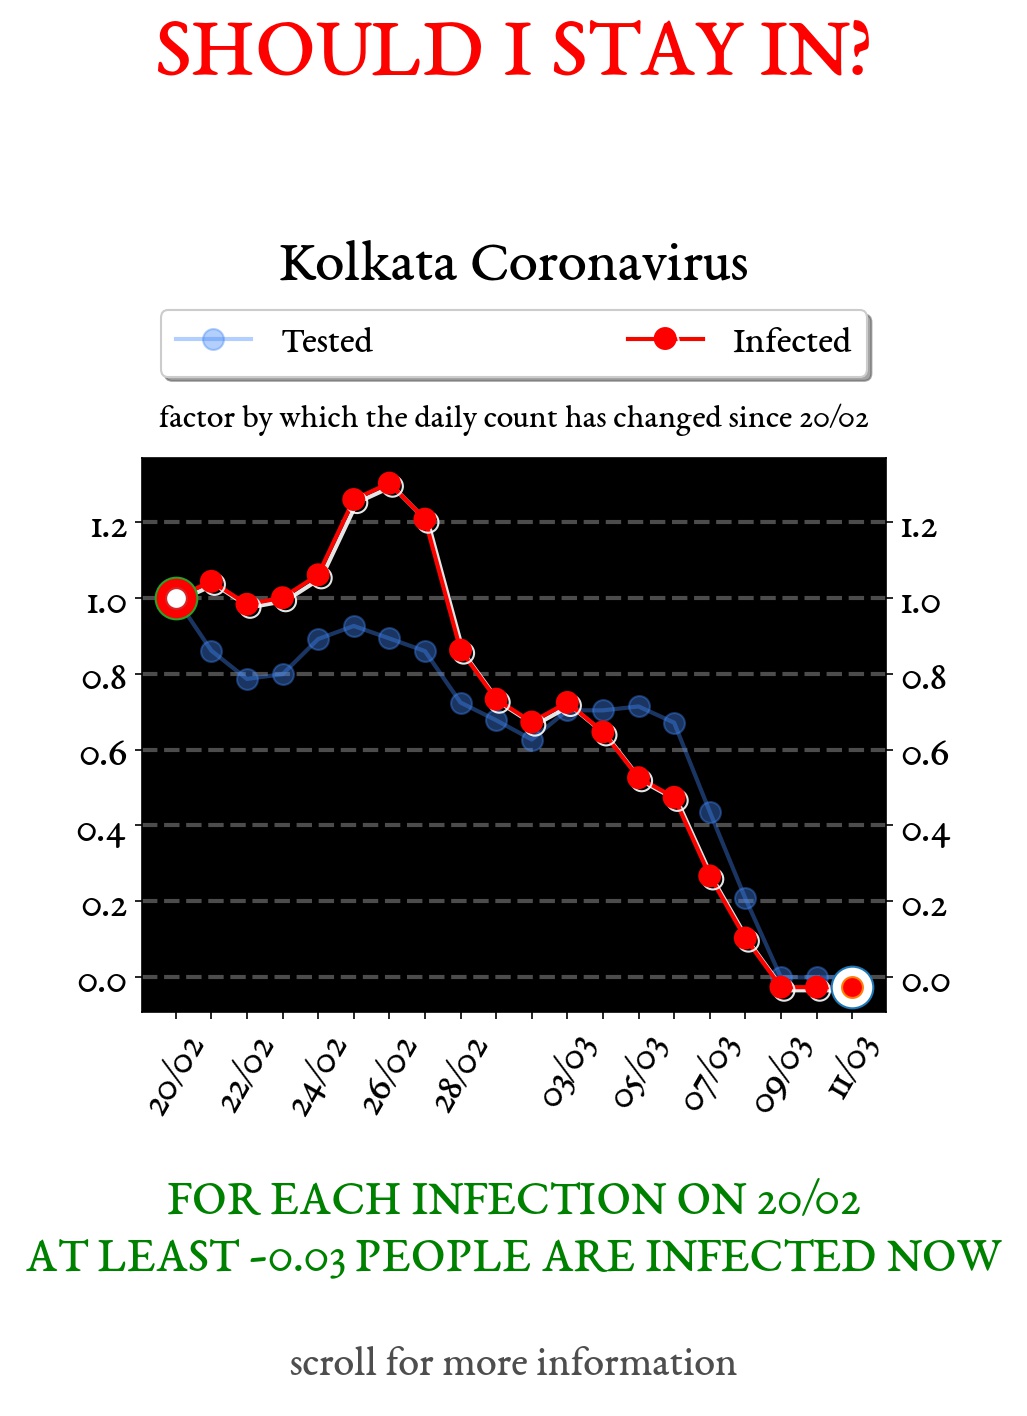 SHOULD I STAY IN?
Kolkata Coronavirus
Tested Infected
factor by which the daily count has changed since 20/02
1.2 1.2
1.0 1.0
0.8 0.8
0.6 0.6
0.4 0.4
0.2 0.2
0.0 0.0
20/02 22/02 24/02 26/02 28/02 03/03 05/03 07/03 09/03 11/03
FOR EACH INFECTION ON 20/02
AT LEAST -0.03 PEOPLE ARE INFECTED NOW
scroll for more information